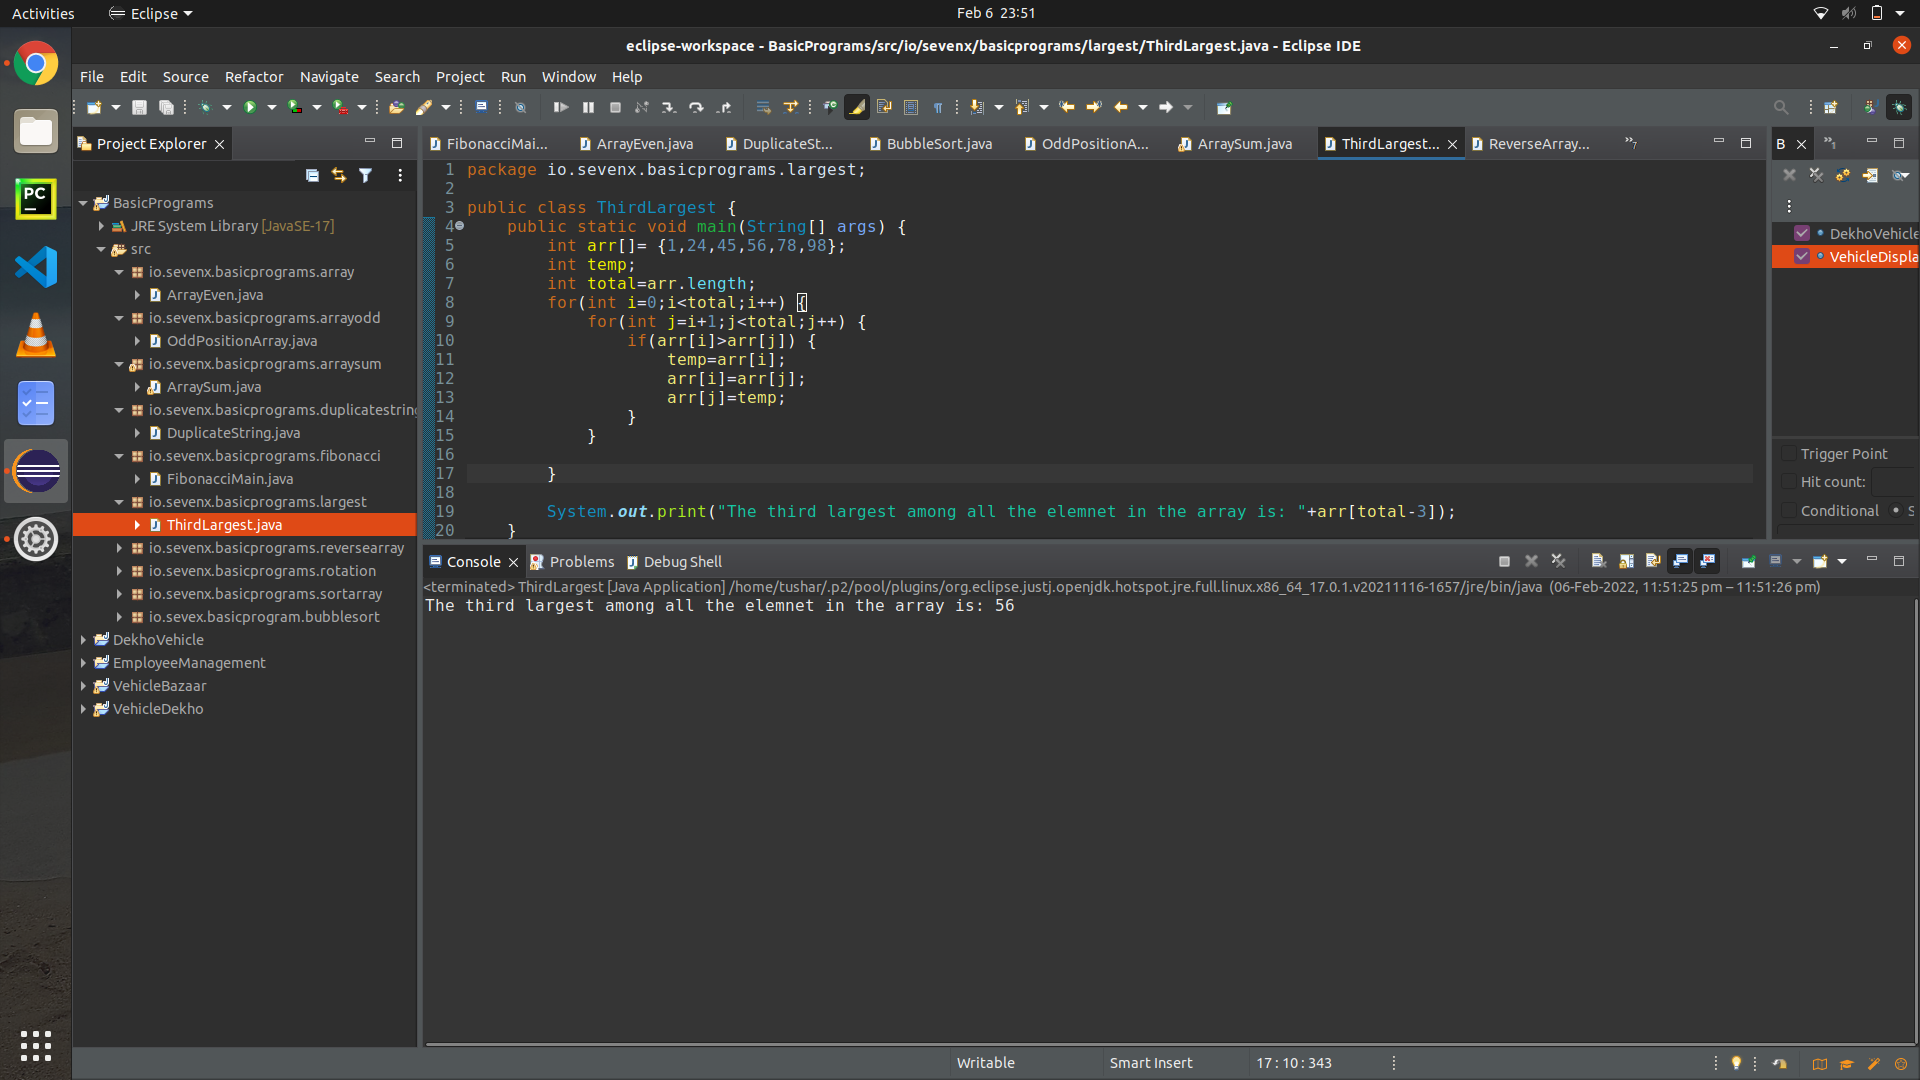 Activities
Eclipse
Feb 6 23:51
eclipse-workspace - BasicPrograms/src/io/sevenx/basicprograms/largest/ThirdLargest.java - Eclipse IDE
File Edit Source Refactor Navigate Search Project Run Window Help
Project Explorer
BasicPrograms
JRE System Library [JavaSE-17]
src
io.sevenx.basicprograms.array
ArrayEven.java
io.sevenx.basicprograms.arrayodd
OddPositionArray.java
io.sevenx.basicprograms.arraysum
ArraySum.java
io.sevenx.basicprograms.duplicatestring
DuplicateString.java
io.sevenx.basicprograms.fibonacci
FibonacciMain.java
io.sevenx.basicprograms.largest
ThirdLargest.java
io.sevenx.basicprograms.reversearray
io.sevenx.basicprograms.rotation
io.sevenx.basicprograms.sortarray
io.sevex.basicprogram.bubblesort
DekhoVehicle
EmployeeManagement
VehicleBazaar
VehicleDekho
PC
FibonacciMai... ArrayEven.java DuplicateSt... BubbleSort.java OddPositionA... ArraySum.java ThirdLargest... ReverseArray... »7
1 package io.sevenx.basicprograms.largest;
2
3 public class ThirdLargest {
4 public static void main(String[] args) {
5 int arr[]= {1,24,45,56,78,98};
6 int temp;
7 int total=arr.length;
8 for(int i=0;i<total;i++) {
9 for(int j=i+1;j<total;j++) {
10 if(arr[i]>arr[j]) {
11 temp=arr[i];
12 arr[i]=arr[j];
13 arr[j]=temp;
14 }
15 }
16
17 }
18
19 System.out.print("The third largest among all the elemnet in the array is: "+arr[total-3]);
20 }
B »1
DekhoVehicle
VehicleDispla
Trigger Point
Hit count:
Conditional S
Console Problems Debug Shell
<terminated> ThirdLargest [Java Application] /home/tushar/.p2/pool/plugins/org.eclipse.justj.openjdk.hotspot.jre.full.linux.x86_64_17.0.1.v20211116-1657/jre/bin/java (06-Feb-2022, 11:51:25 pm – 11:51:26 pm)
The third largest among all the elemnet in the array is: 56
Writable
Smart Insert
17 : 10 : 343